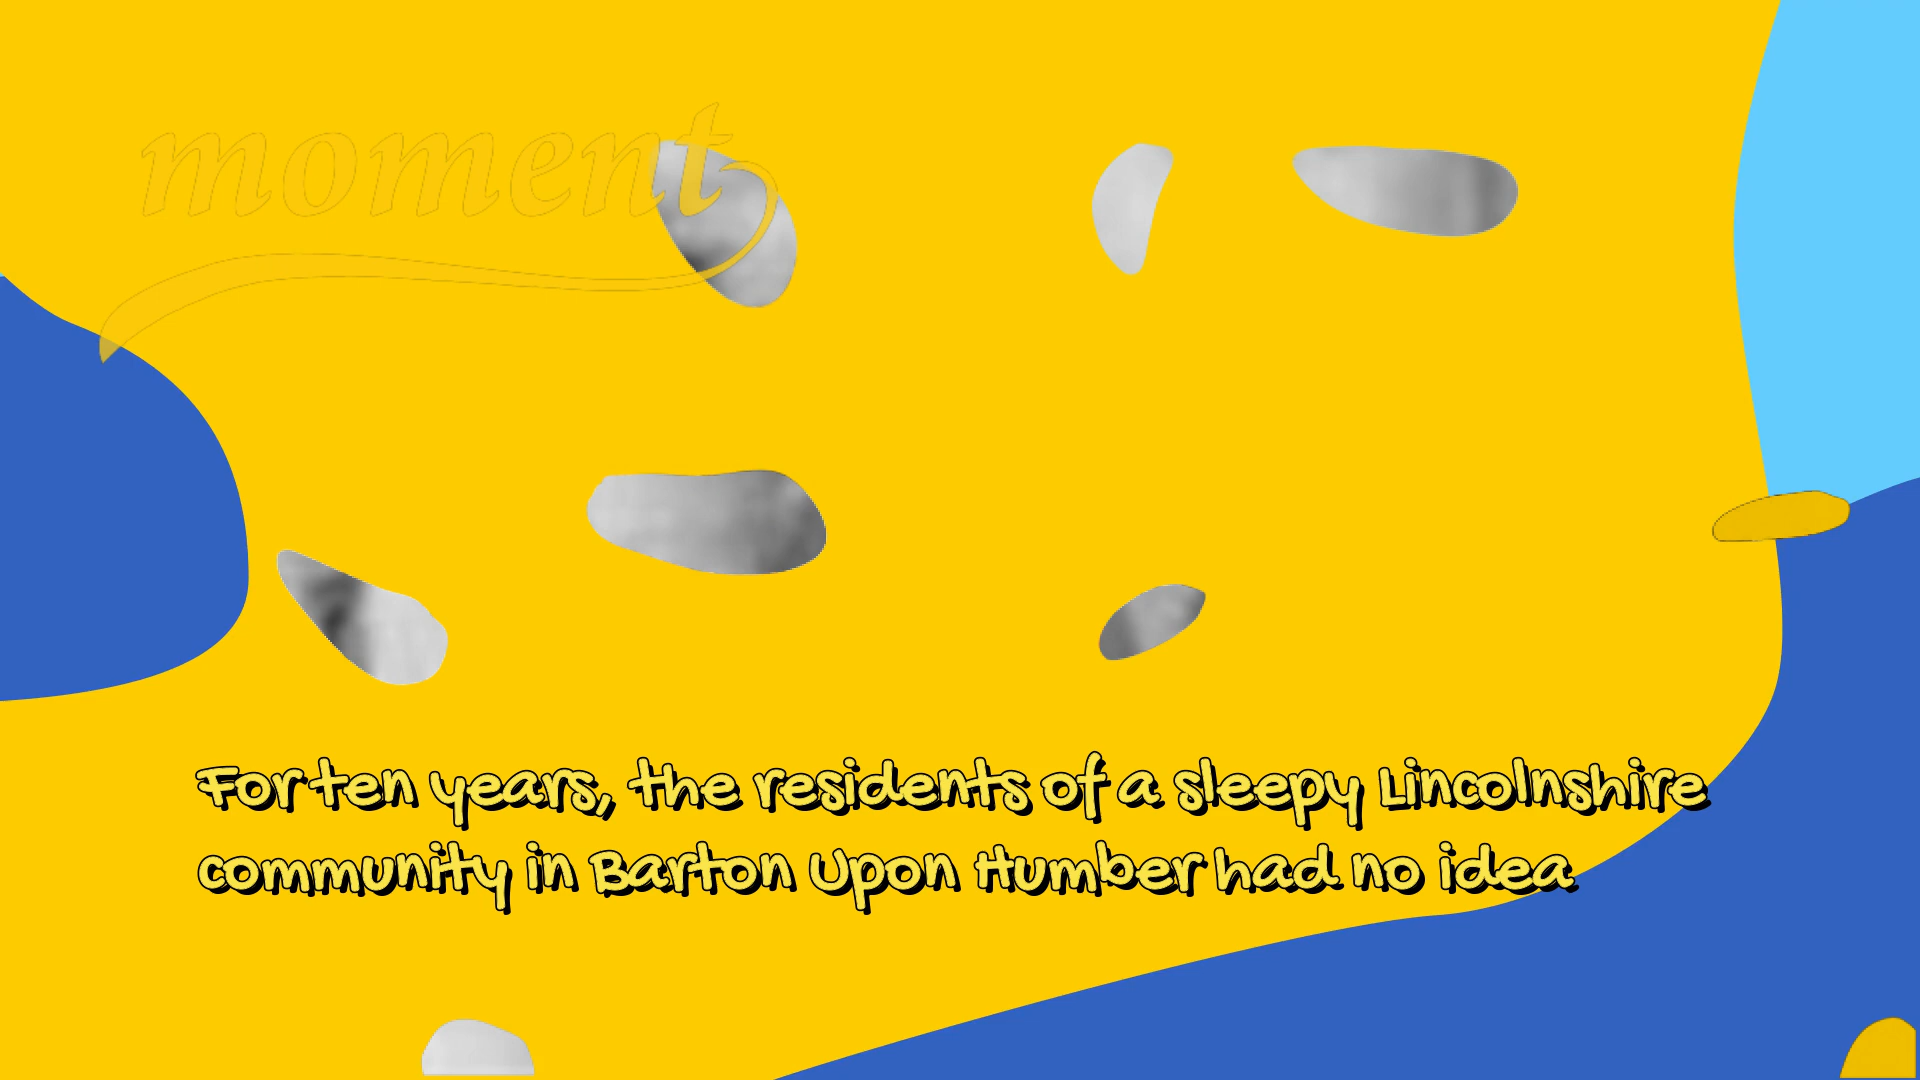 moment
For ten years, the residents of a sleepy Lincolnshire
community in Barton Upon Humber had no idea